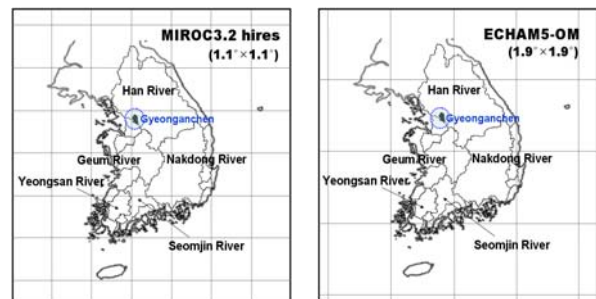 MIROC3.2 hires
(1.1°×1.1°)
Han River
Gyeonganchen
Geum River
Nakdong River
Yeongsan River
Seomjin River
ECHAM5-OM
(1.9°×1.9°)
Han River
Gyeonganchen
Geum River
Nakdong River
Yeongsan River
Seomjin River